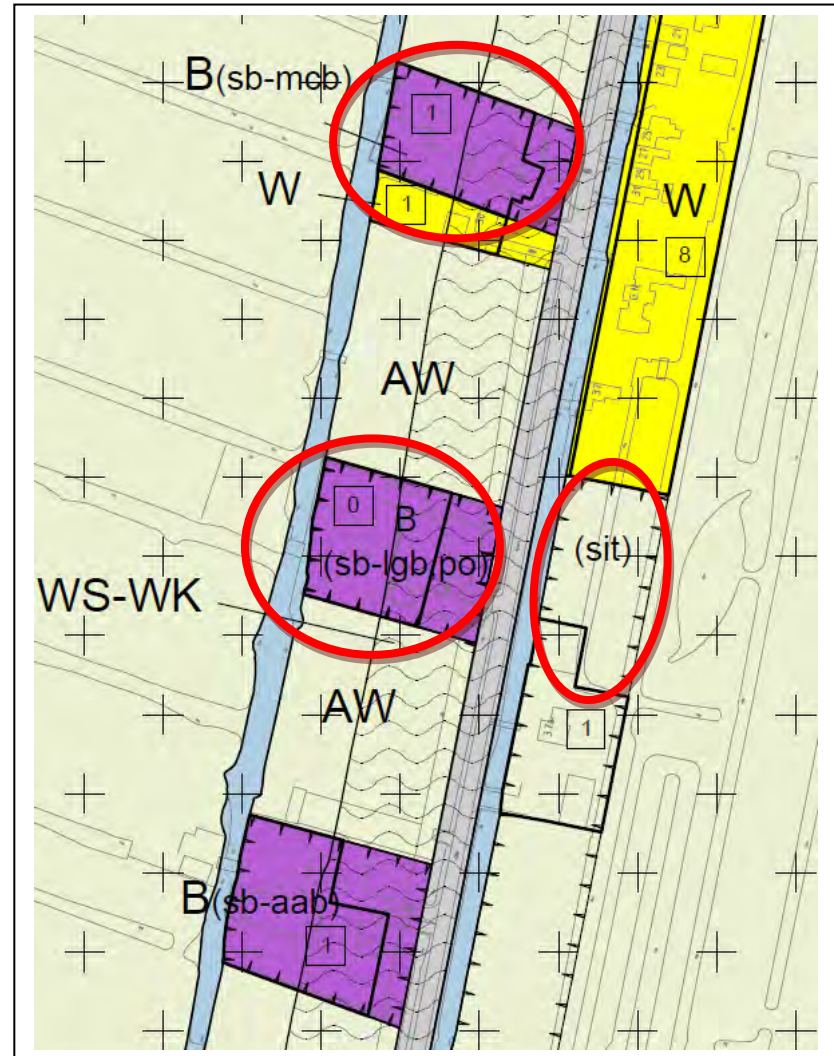 B(sb-mcb)
1
W
1
W
8
AW
0
B
(sb-lgb,po)
(sit)
WS-WK
AW
1
B(sb-aab)
1